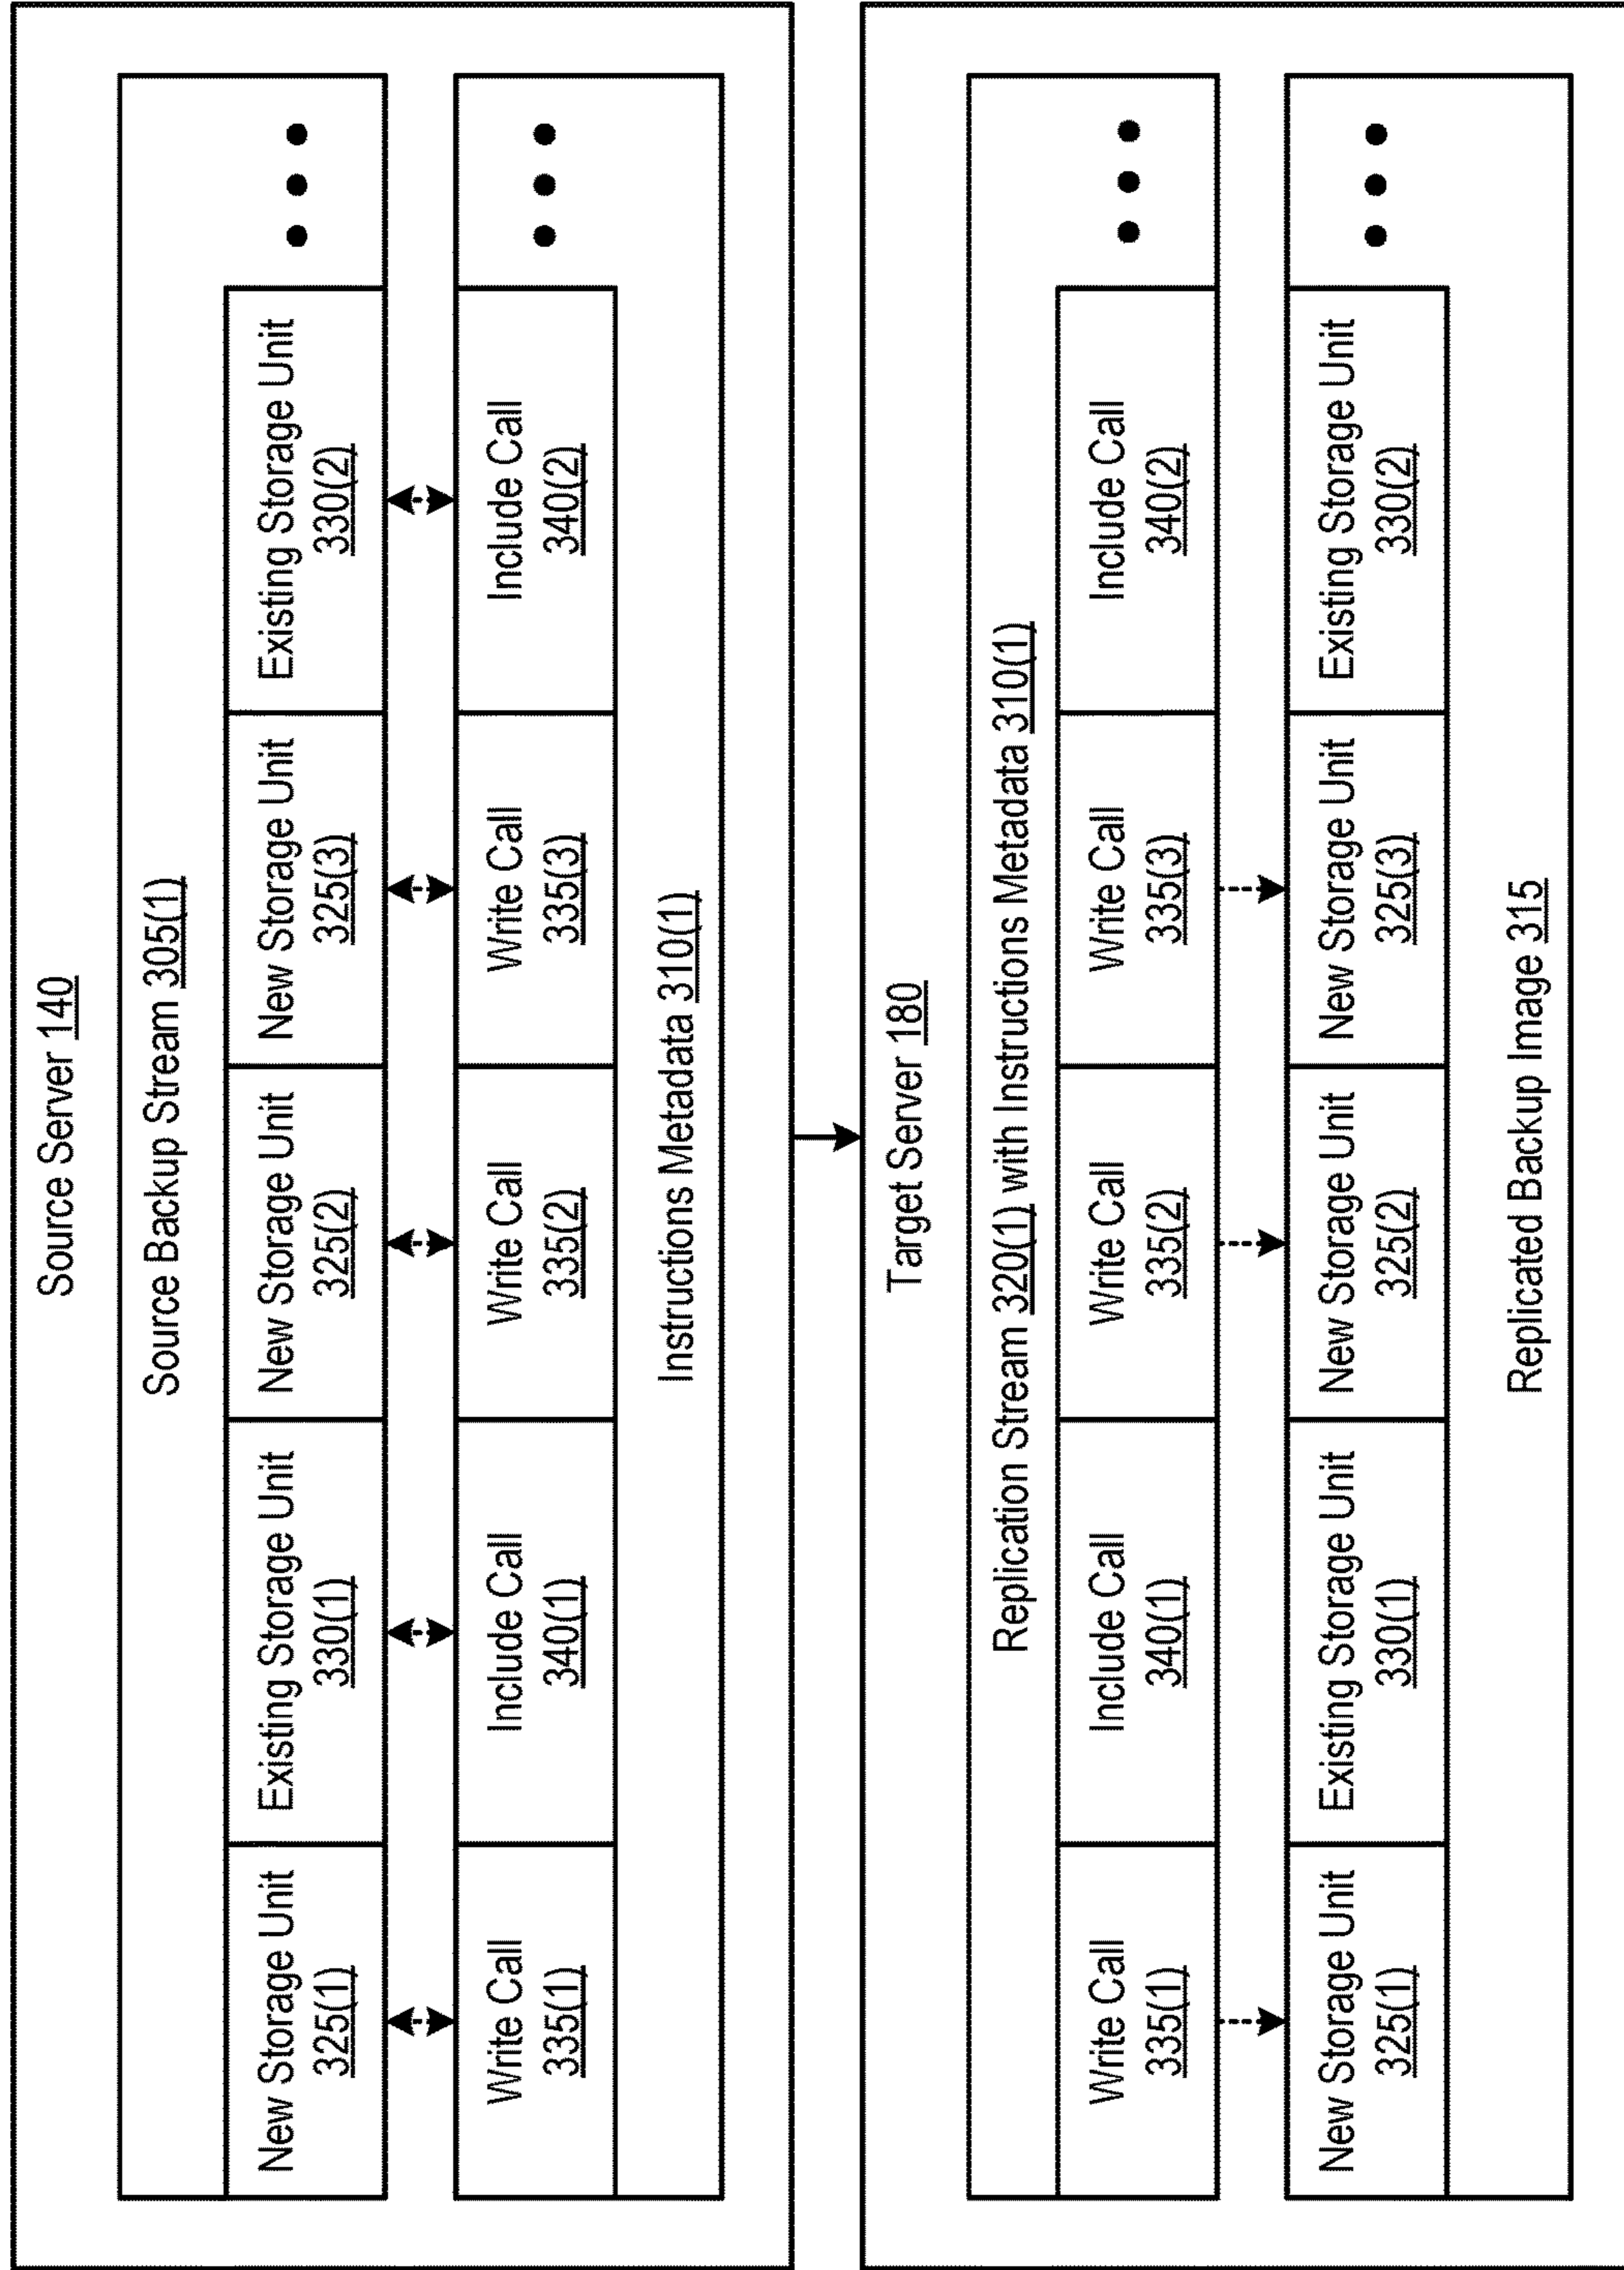 Source Server 140
Source Backup Stream 305(1)
New Storage Unit
325(1)
Existing Storage Unit
330(1)
New Storage Unit
325(2)
New Storage Unit
325(3)
Existing Storage Unit
330(2)
Write Call
335(1)
Include Call
340(1)
Write Call
335(2)
Write Call
335(3)
Include Call
340(2)
Instructions Metadata 310(1)
Target Server 180
Replication Stream 320(1) with Instructions Metadata 310(1)
Write Call
335(1)
Include Call
340(1)
Write Call
335(2)
Write Call
335(3)
Include Call
340(2)
New Storage Unit
325(1)
Existing Storage Unit
330(1)
New Storage Unit
325(2)
New Storage Unit
325(3)
Existing Storage Unit
330(2)
Replicated Backup Image 315